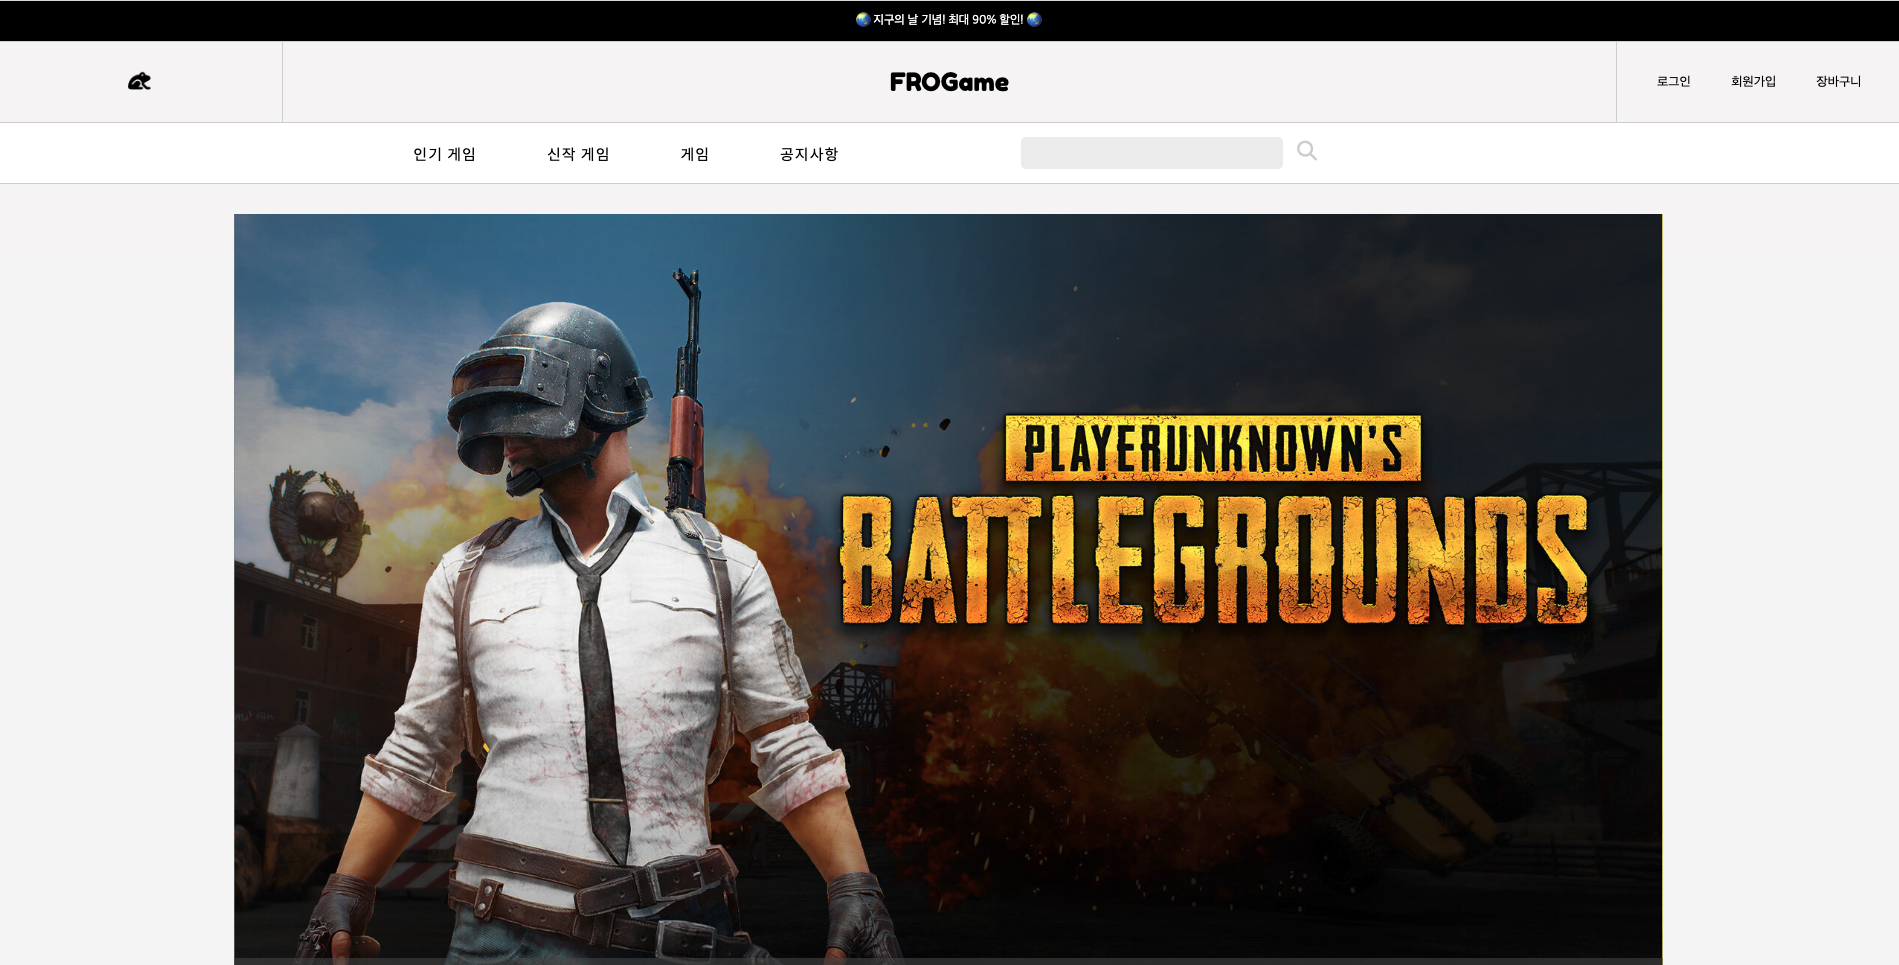 🌏 지구의 날 기념! 최대 90% 할인! 🌏
FROGame
로그인 회원가입 장바구니
인기 게임 신작 게임 게임 공지사항
PLAYERUNKNOWN'S
BATTLEGROUNDS